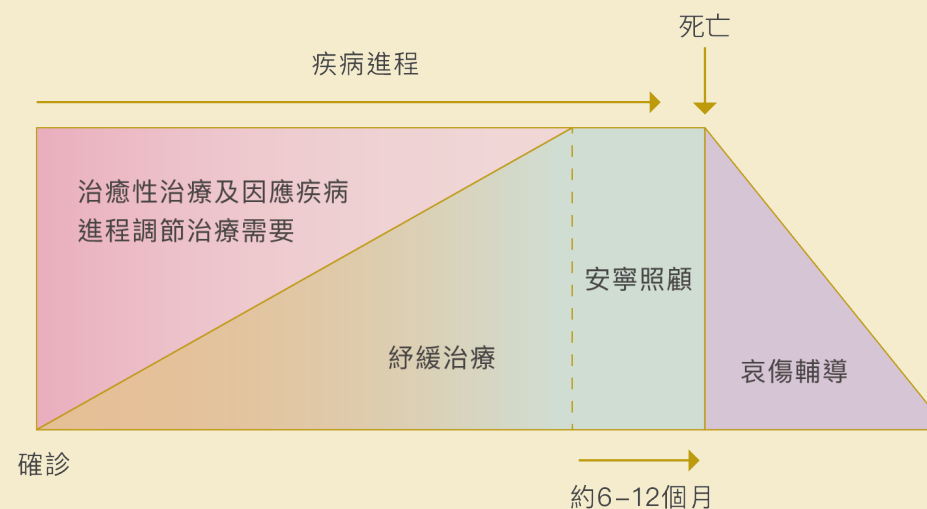 死亡
疾病進程
治癒性治療及因應疾病
進程調節治療需要
安寧照顧
紓緩治療
哀傷輔導
確診
約6–12個月